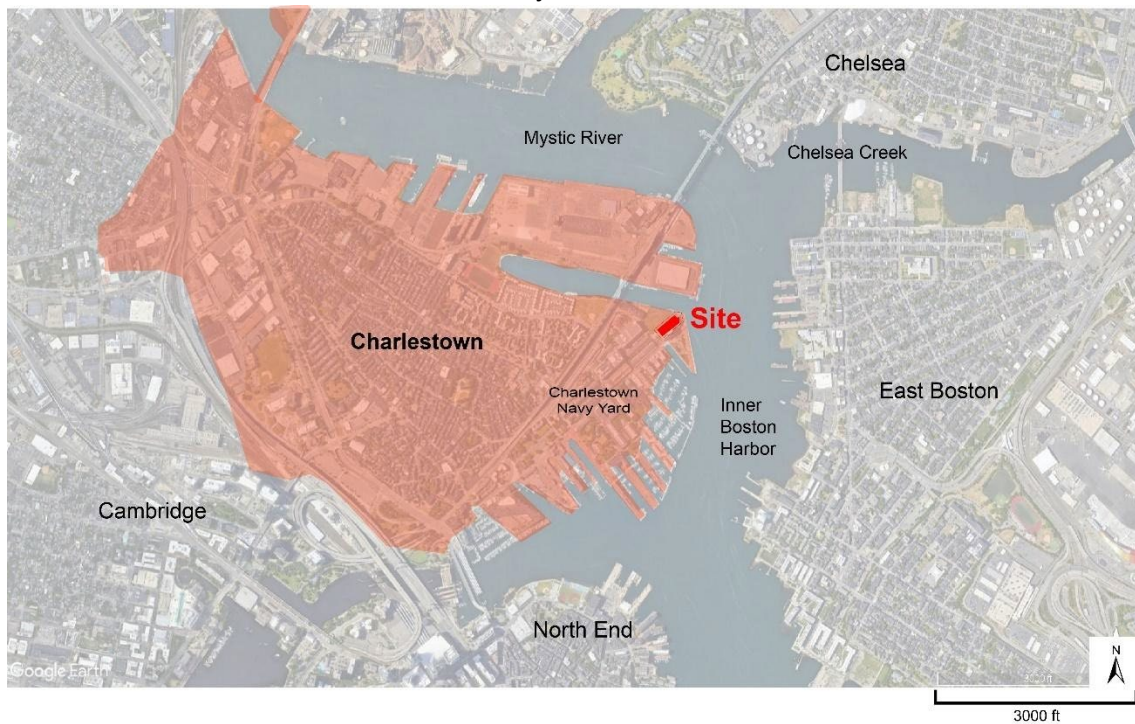 Chelsea
Mystic River
Chelsea Creek
Site
Charlestown
Charlestown
Navy Yard
East Boston
Inner
Boston
Harbor
Cambridge
North End
Google Earth
N
3000 ft